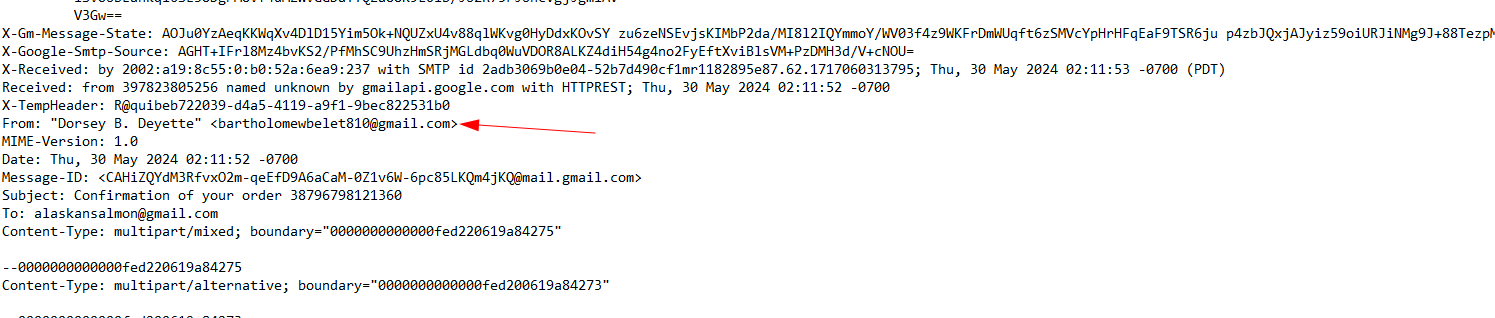 V3Gw==
X-Gm-Message-State: AOJu0YzAeqKKWqXv4DlD15Yim5Ok+NQUZxU4v88qlWKvg0HyDdxKOvSY zu6zeNSEvjsKIMbP2da/MI8l2IQYmmoY/WV03f4z9WKFrDmWUqft6zSMVcYpHrHFqEaF9TSR6ju p4zbJQxjAJyiz59oiURJiNMg9J+88TezpM
X-Google-Smtp-Source: AGHT+IFrl8Mz4bvKS2/PfMhSC9UhzHmSRjMGLdbq0WuVDOR8ALKZ4diH54g4no2FyEftXviBlsVM+PzDMH3d/V+cNOU=
X-Received: by 2002:a19:8c55:0:b0:52a:6ea9:237 with SMTP id 2adb3069b0e04-52b7d490cf1mr1182895e87.62.1717060313795; Thu, 30 May 2024 02:11:53 -0700 (PDT)
Received: from 397823805256 named unknown by gmailapi.google.com with HTTPREST; Thu, 30 May 2024 02:11:52 -0700
X-TempHeader: R@quibeb722039-d4a5-4119-a9f1-9bec822531b0
From: "Dorsey B. Deyette" <bartholomewbelet810@gmail.com>
MIME-Version: 1.0
Date: Thu, 30 May 2024 02:11:52 -0700
Message-ID: <CAHiZQYdM3RfvxO2m-qeEfD9A6aCaM-0Z1v6W-6pc85LKQm4jKQ@mail.gmail.com>
Subject: Confirmation of your order 38796798121360
To: alaskansalmon@gmail.com
Content-Type: multipart/mixed; boundary="0000000000000fed220619a84275"
--0000000000000fed220619a84275
Content-Type: multipart/alternative; boundary="0000000000000fed200619a84273"